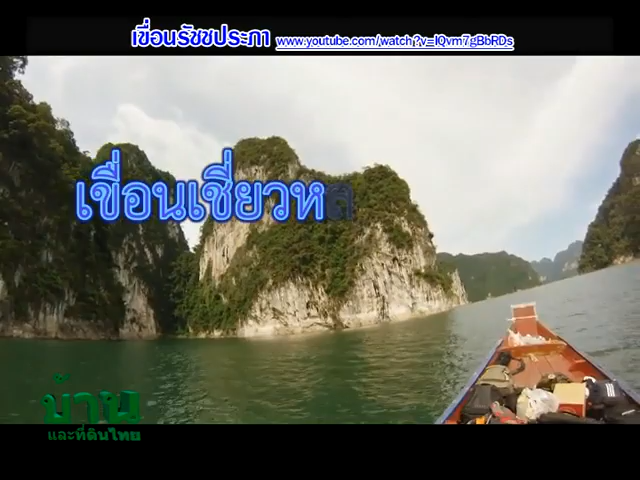 เขื่อนรัชชประภา www.youtube.com/watch?v=IQvm7gBbRDs
เขื่อนเชี่ยวหล
บ้าน
และที่ดินไทย